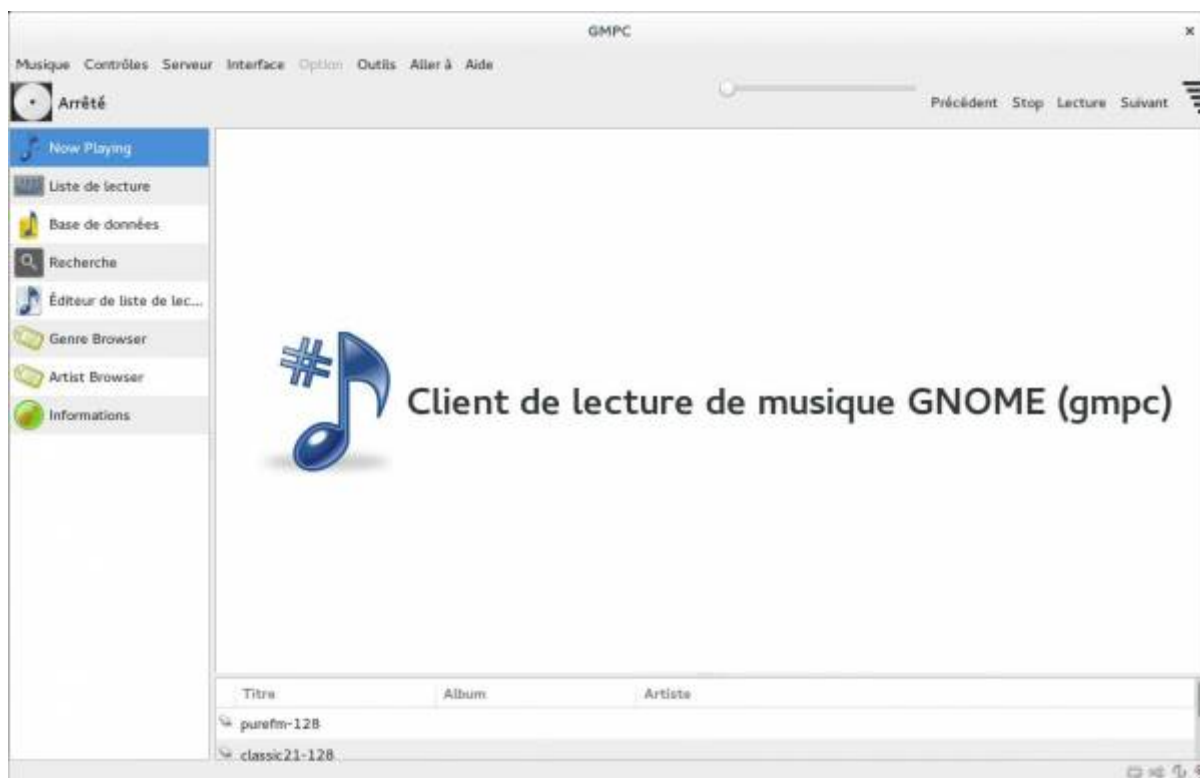 GMPC
Musique Contrôles Serveur Interface Option Outils Aller à Aide
Arrêté
Précédent Stop Lecture Suivant
Now Playing
Liste de lecture
Base de données
Recherche
Éditeur de liste de lec...
Genre Browser
Artist Browser
Informations
Client de lecture de musique GNOME (gmpc)
Titre Album Artiste
purefm-128
classic21-128